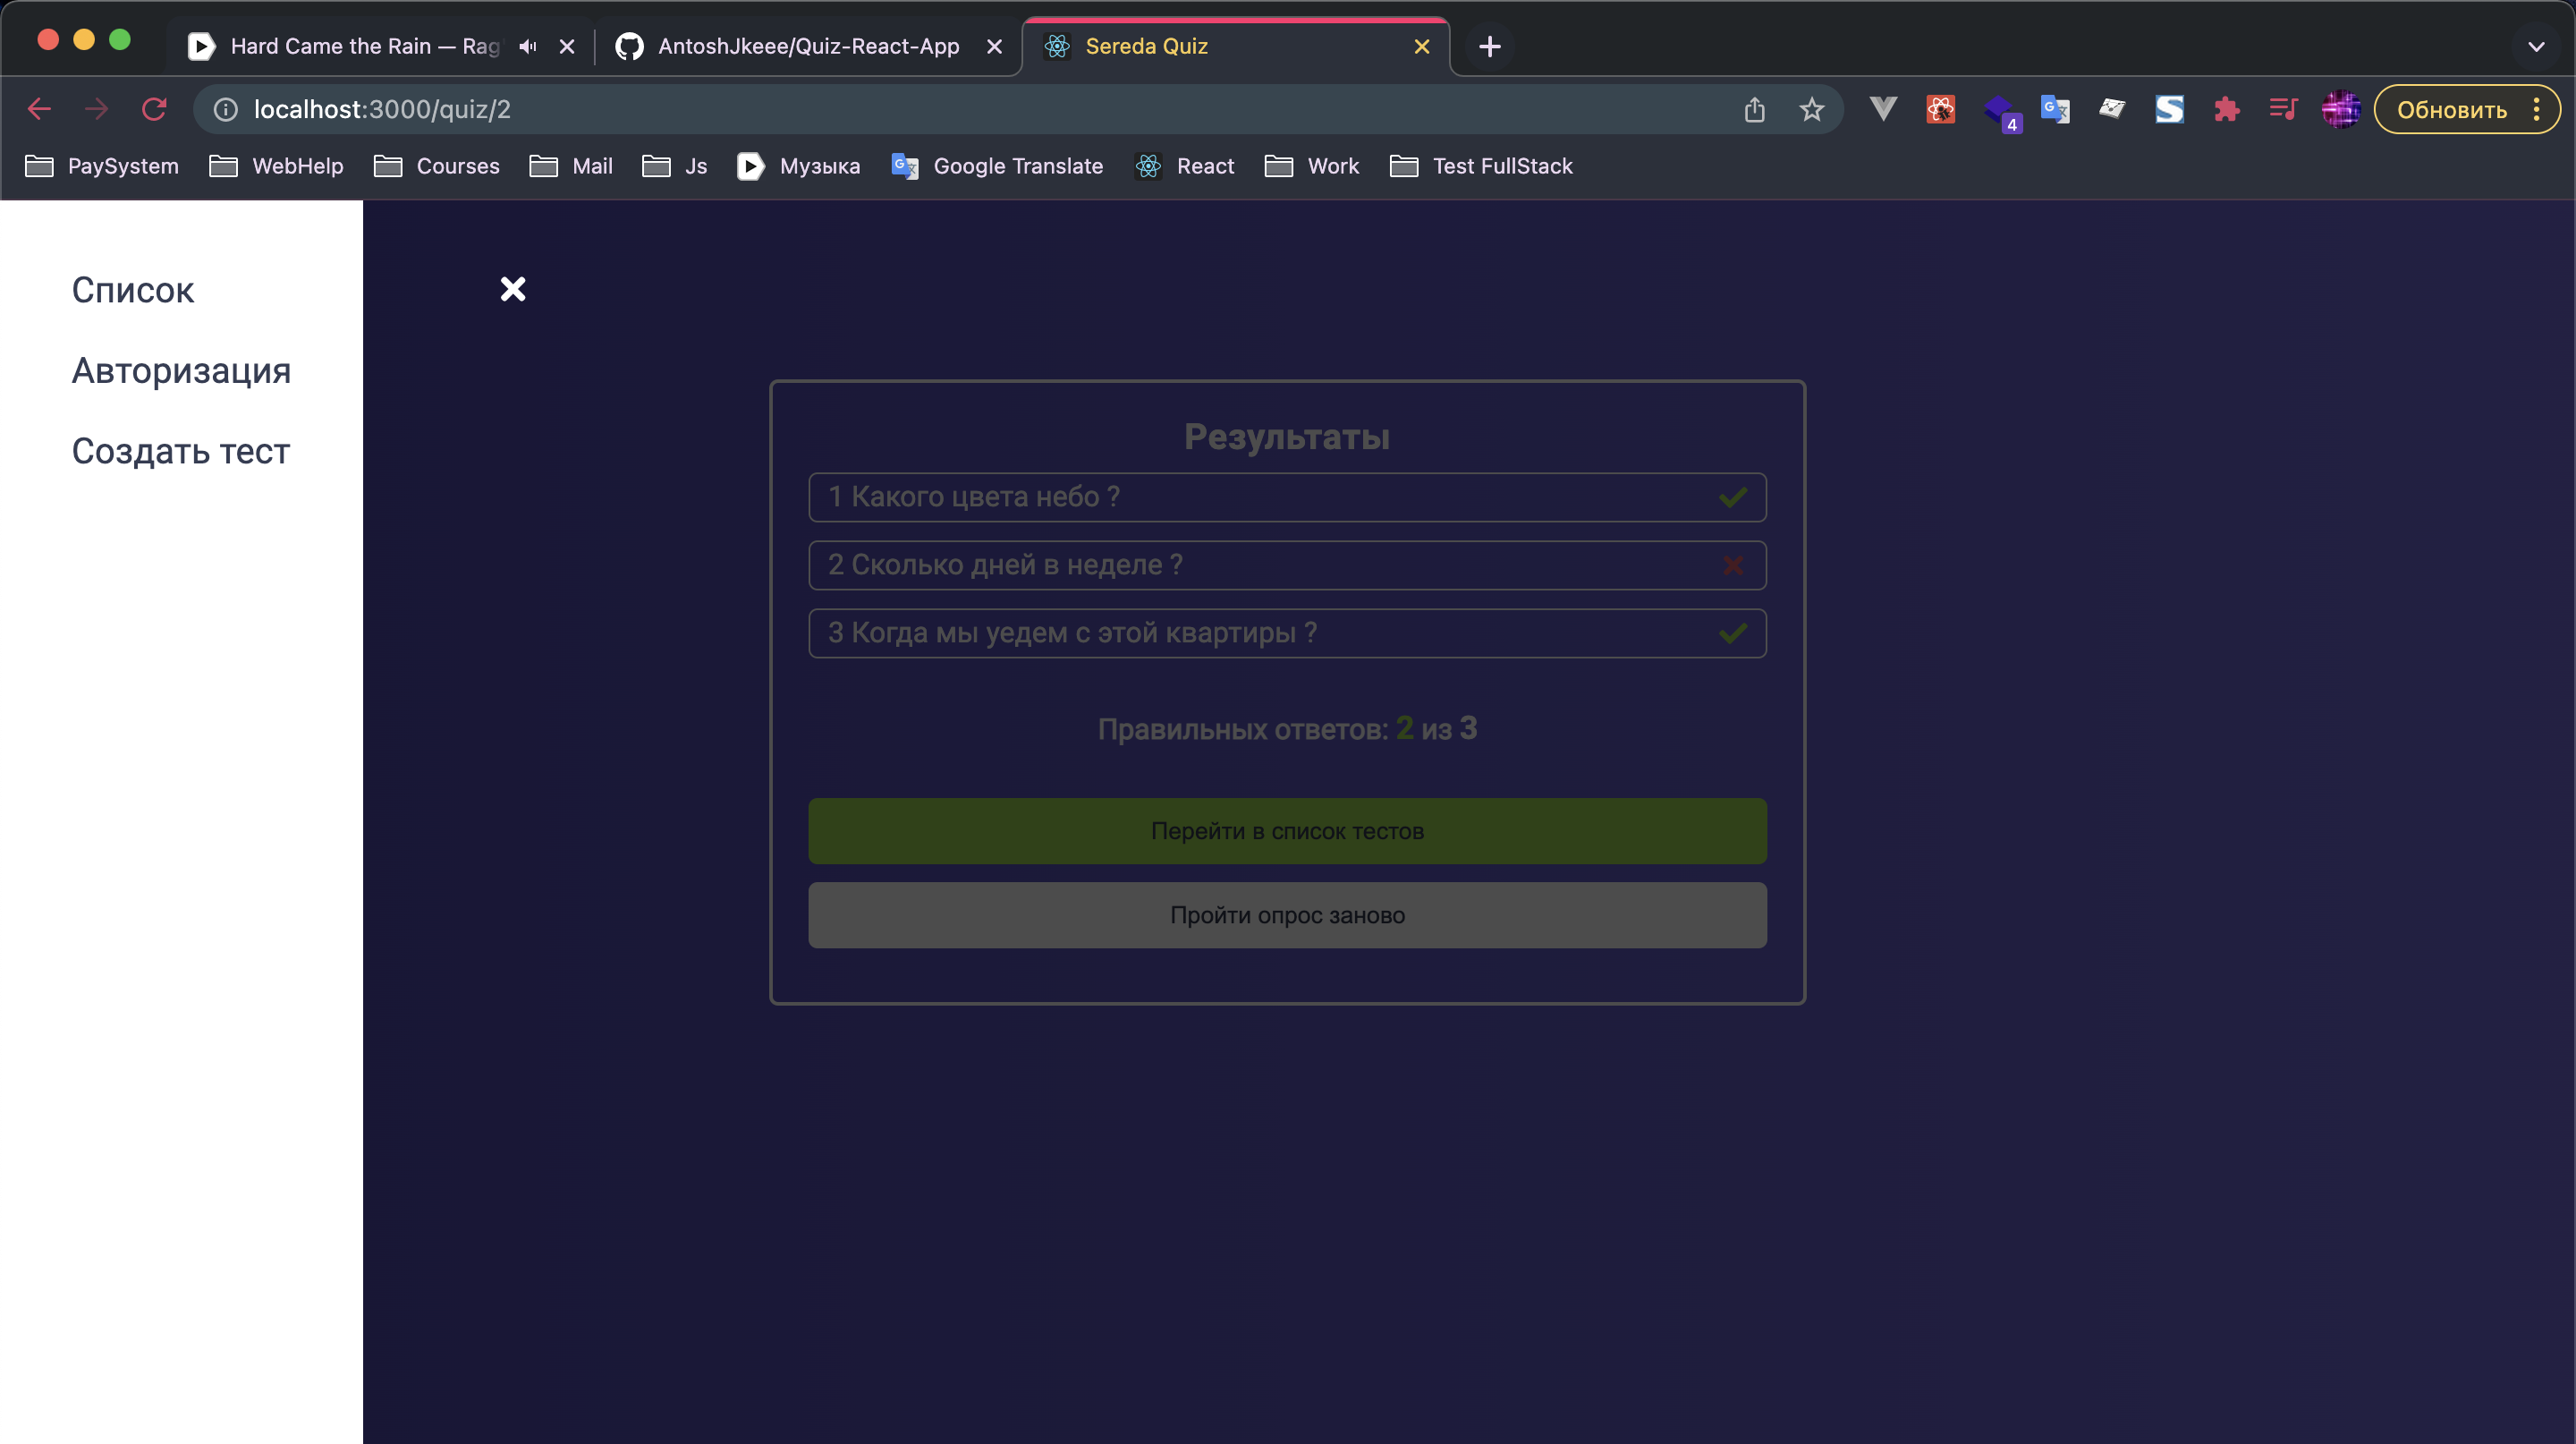 Hard Came the Rain — Rag
AntoshJkeee/Quiz-React-App
Sereda Quiz
localhost:3000/quiz/2
4
Обновить
PaySystem
WebHelp
Courses
Mail
Js
Музыка
Google Translate
React
Work
Test FullStack
Список
Авторизация
Создать тест
Результаты
1 Какого цвета небо ?
2 Сколько дней в неделе ?
3 Когда мы уедем с этой квартиры ?
Правильных ответов: 2 из 3
Перейти в список тестов
Пройти опрос заново